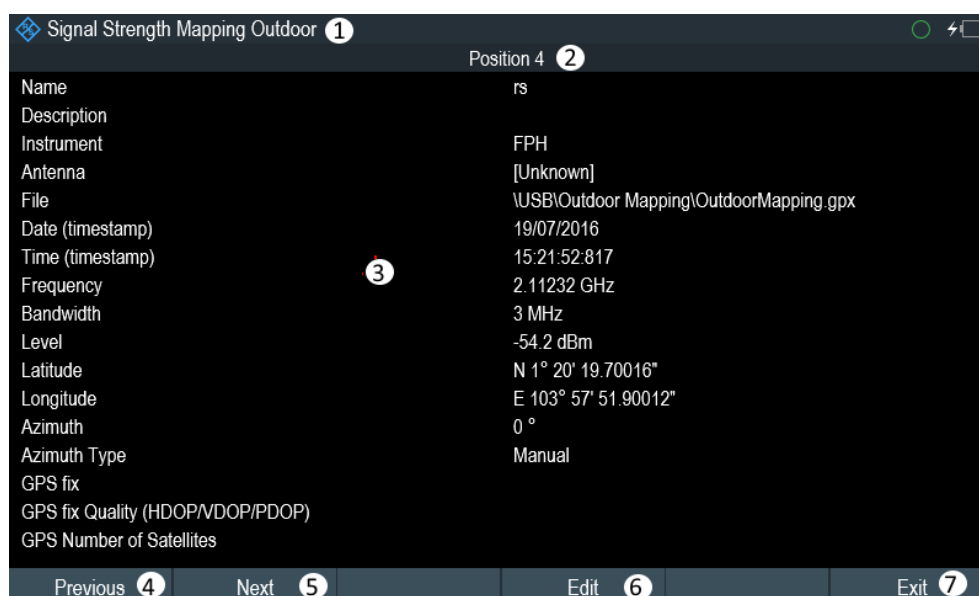 Signal Strength Mapping Outdoor 1
Position 4 2
Name rs
Description
Instrument FPH
Antenna [Unknown]
File \USB\Outdoor Mapping\OutdoorMapping.gpx
Date (timestamp) 19/07/2016
Time (timestamp) 15:21:52:817
3
Frequency 2.11232 GHz
Bandwidth 3 MHz
Level -54.2 dBm
Latitude N 1° 20' 19.70016"
Longitude E 103° 57' 51.90012"
Azimuth 0 °
Azimuth Type Manual
GPS fix
GPS fix Quality (HDOP/VDOP/PDOP)
GPS Number of Satellites
Previous 4 Next 5 Edit 6 Exit 7